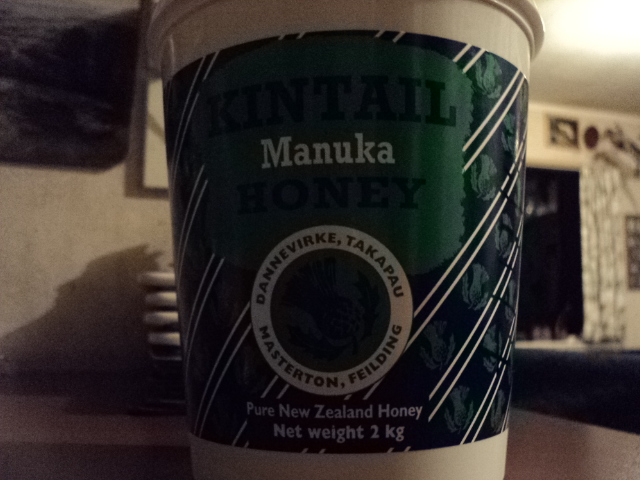 KINTAIL
Manuka
HONEY
DANNEVIRKE, TAKAPAU
MASTERTON, FEILDING
Pure New Zealand Honey
Net weight 2 kg